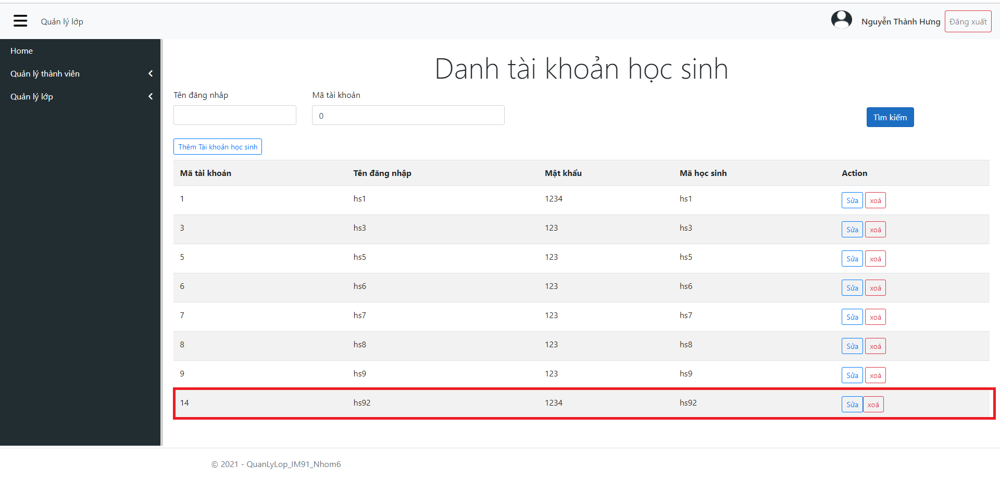 Quản lý lớp
Nguyễn Thành Hưng Đăng xuất
Home
Quản lý thành viên
Quản lý lớp
Danh tài khoản học sinh
Tên đăng nhâp Mã tài khoản
0
Tìm kiếm
Thêm Tài khoản học sinh
Mã tài khoản Tên đăng nhập Mật khẩu Mã học sinh Action
1 hs1 1234 hs1 Sửa xoá
3 hs3 123 hs3 Sửa xoá
5 hs5 123 hs5 Sửa xoá
6 hs6 123 hs6 Sửa xoá
7 hs7 123 hs7 Sửa xoá
8 hs8 123 hs8 Sửa xoá
9 hs9 123 hs9 Sửa xoá
14 hs92 1234 hs92 Sửa xoá
© 2021 - QuanLyLop_IM91_Nhom6